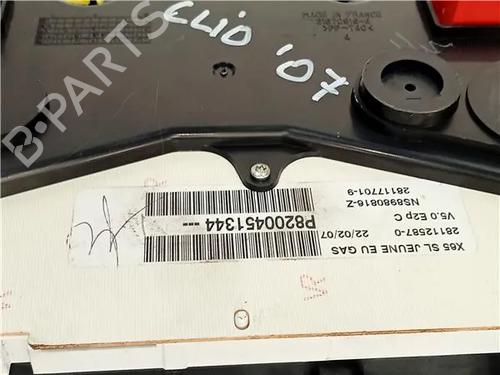 CLIO '07
MADE IN FRANCE
B-PARTS
X65 SL JEUNE EU GAS
28112587-0 22/02/07
V5.0 E2p C
NS8980816-Z
28117701-9
P8200451344 ---